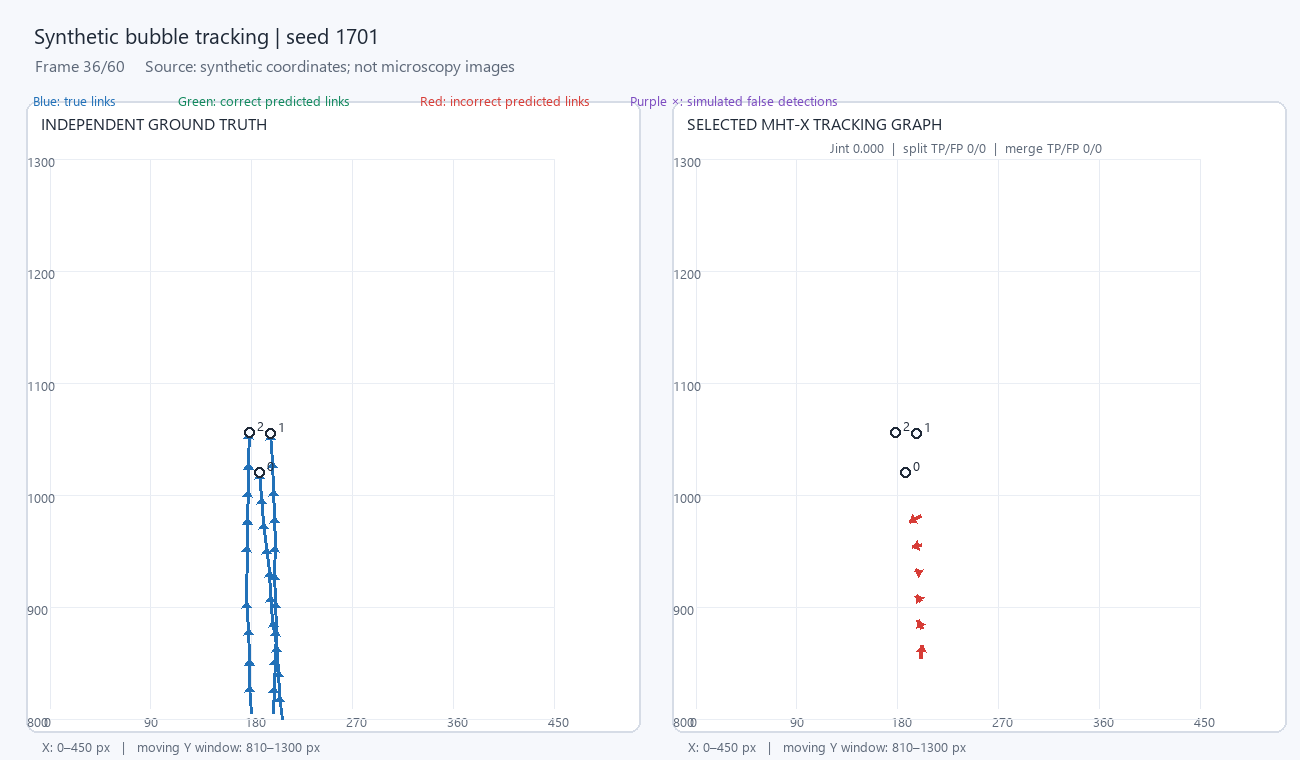 Synthetic bubble tracking | seed 1701
Frame 36/60 Source: synthetic coordinates; not microscopy images
Blue: true links Green: correct predicted links Red: incorrect predicted links Purple ×: simulated false detections
INDEPENDENT GROUND TRUTH
1300
1200
1100
1000
900
800
0 90 180 270 360 450
2 1
0
X: 0–450 px | moving Y window: 810–1300 px
SELECTED MHT-X TRACKING GRAPH
Jint 0.000 | split TP/FP 0/0 | merge TP/FP 0/0
1300
1200
1100
1000
900
800
0 90 180 270 360 450
2 1
0
X: 0–450 px | moving Y window: 810–1300 px